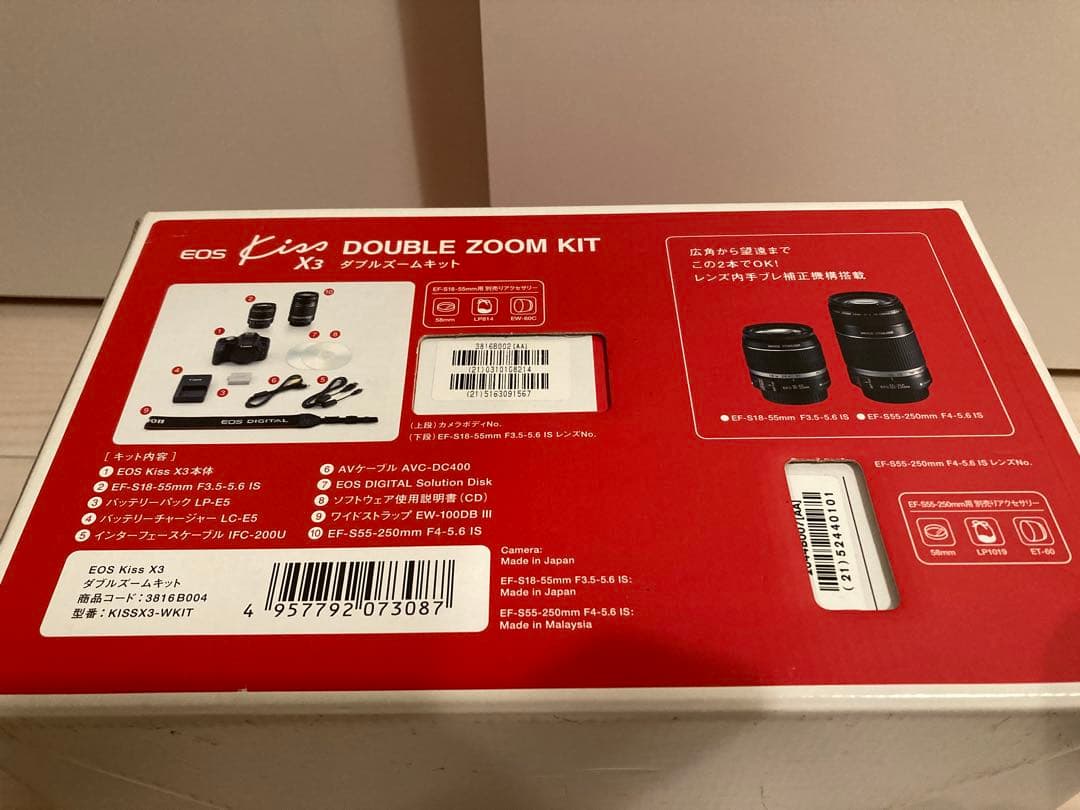 EOS Kiss X3 DOUBLE ZOOM KIT
ダブルズームキット
EF-S18-55mm用 別売りアクセサリー
58mm LP814 EW-60C
3816B002[AA]
(21)0310108214
(21)5163091567
(上段)カメラボディNo.
(下段)EF-S18-55mm F3.5-5.6 IS レンズNo.
EOS DIGITAL
[キット内容]
1 EOS Kiss X3本体
2 EF-S18-55mm F3.5-5.6 IS
3 バッテリーパック LP-E5
4 バッテリーチャージャー LC-E5
5 インターフェースケーブル IFC-200U
6 AVケーブル AVC-DC400
7 EOS DIGITAL Solution Disk
8 ソフトウェア使用説明書(CD)
9 ワイドストラップ EW-100DB III
10 EF-S55-250mm F4-5.6 IS
EOS Kiss X3
ダブルズームキット
商品コード:3816B004
型番:KISSX3-WKIT
4 957792 073087
Camera:
Made in Japan
EF-S18-55mm F3.5-5.6 IS:
Made in Japan
EF-S55-250mm F4-5.6 IS:
Made in Malaysia
広角から望遠まで
この2本でOK!
レンズ内手ブレ補正機構搭載
●EF-S18-55mm F3.5-5.6 IS ●EF-S55-250mm F4-5.6 IS
EF-S55-250mm F4-5.6 IS レンズNo.
2044B007[AA]
(21)52440101
EF-S55-250mm用 別売りアクセサリー
58mm LP1019 ET-60